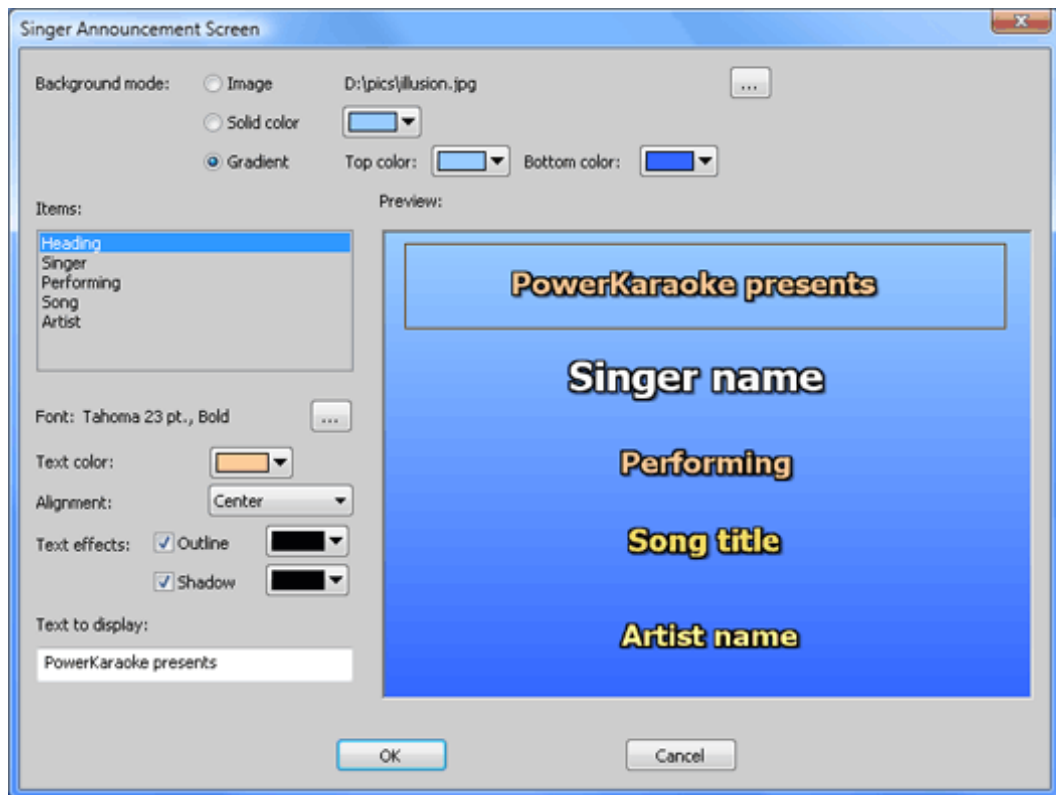 Singer Announcement Screen
Background mode: Image D:\pics\illusion.jpg ...
Solid color
Gradient Top color: Bottom color:
Items:
Heading
Singer
Performing
Song
Artist
Font: Tahoma 23 pt., Bold ...
Text color:
Alignment: Center
Text effects: Outline
Shadow
Text to display:
PowerKaraoke presents
Preview:
PowerKaraoke presents
Singer name
Performing
Song title
Artist name
OK Cancel